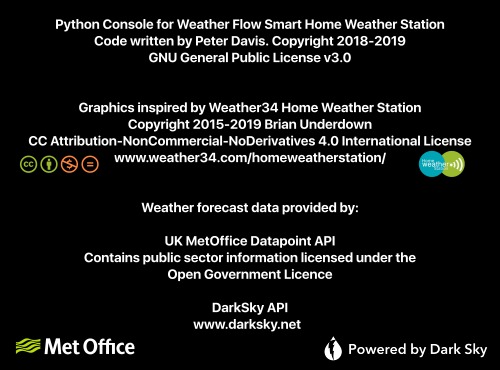 Python Console for Weather Flow Smart Home Weather Station
Code written by Peter Davis. Copyright 2018-2019
GNU General Public License v3.0
Graphics inspired by Weather34 Home Weather Station
Copyright 2015-2019 Brian Underdown
CC Attribution-NonCommercial-NoDerivatives 4.0 International License
www.weather34.com/homeweatherstation/
cc
Home
weather
Weather forecast data provided by:
UK MetOffice Datapoint API
Contains public sector information licensed under the
Open Government Licence
DarkSky API
www.darksky.net
Met Office
Powered by Dark Sky